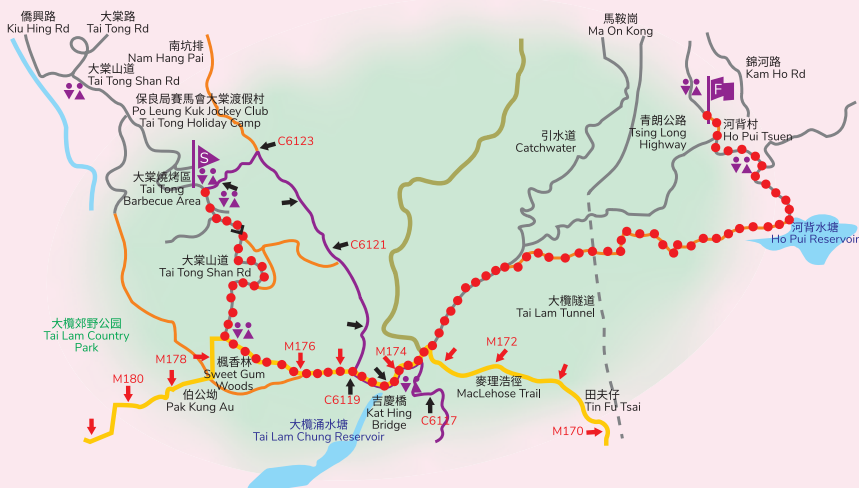 僑興路
Kiu Hing Rd
大棠路
Tai Tong Rd
南坑排
Nam Hang Pai
大棠山道
Tai Tong Shan Rd
保良局賽馬會大棠渡假村
Po Leung Kuk Jockey Club
Tai Tong Holiday Camp
C6123
S
大棠燒烤區
Tai Tong
Barbecue Area
C6121
大棠山道
Tai Tong Shan Rd
大欖郊野公园
Tai Lam Country
Park
M180
M178
M176
M174
M172
M170
楓香林
Sweet Gum
Woods
伯公坳
Pak Kung Au
C6119
C6117
吉慶橋
Kat Hing
Bridge
大欖涌水塘
Tai Lam Chung Reservoir
麥理浩徑
MacLehose Trail
田夫仔
Tin Fu Tsai
大欖隧道
Tai Lam Tunnel
引水道
Catchwater
馬鞍崗
Ma On Kong
青朗公路
Tsing Long
Highway
錦河路
Kam Ho Rd
F
河背村
Ho Pui Tsuen
河背水塘
Ho Pui Reservoir